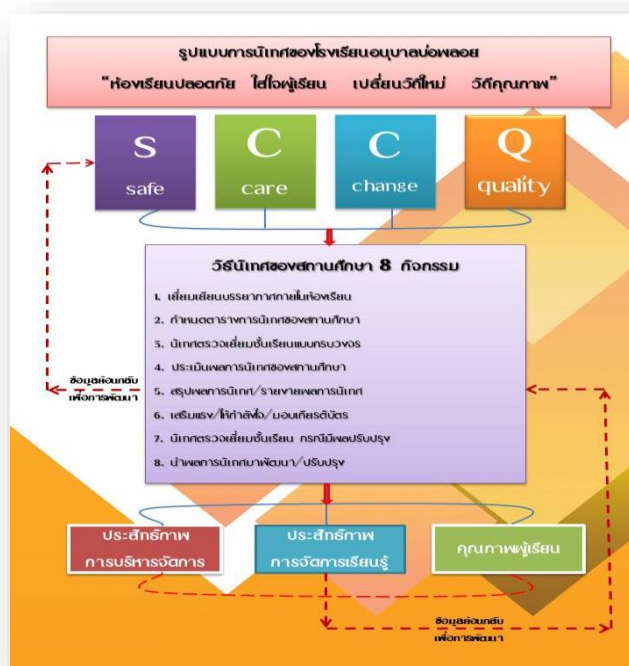 รูปแบบการนิเทศของโรงเรียนอนุบาลบ่อพลอย
“ห้องเรียนปลอดภัย ใส่ใจผู้เรียน เปลี่ยนวิถีใหม่ วิถีคุณภาพ”
S
safe
C
care
C
change
Q
quality
วิธีนิเทศของสถานศึกษา 8 กิจกรรม
1. เยี่ยมเยียนบรรยากาศภายในห้องเรียน
2. กำหนดตารางการนิเทศของสถานศึกษา
3. นิเทศตรวจเยี่ยมชั้นเรียนแบบครบวงจร
4. ประเมินผลการนิเทศของสถานศึกษา
5. สรุปผลการนิเทศ/รายงายผลการนิเทศ
6. เสริมแรง/ให้กำลังใจ/มอบเกียรติบัตร
7. นิเทศตรวจเยี่ยมชั้นเรียน กรณีมีผลปรับปรุง
8. นำผลการนิเทศมาพัฒนา/ปรับปรุง
ข้อมูลย้อนกลับ
เพื่อการพัฒนา
ประสิทธิภาพ
การบริหารจัดการ
ประสิทธิภาพ
การจัดการเรียนรู้
คุณภาพผู้เรียน
ข้อมูลย้อนกลับ
เพื่อการพัฒนา